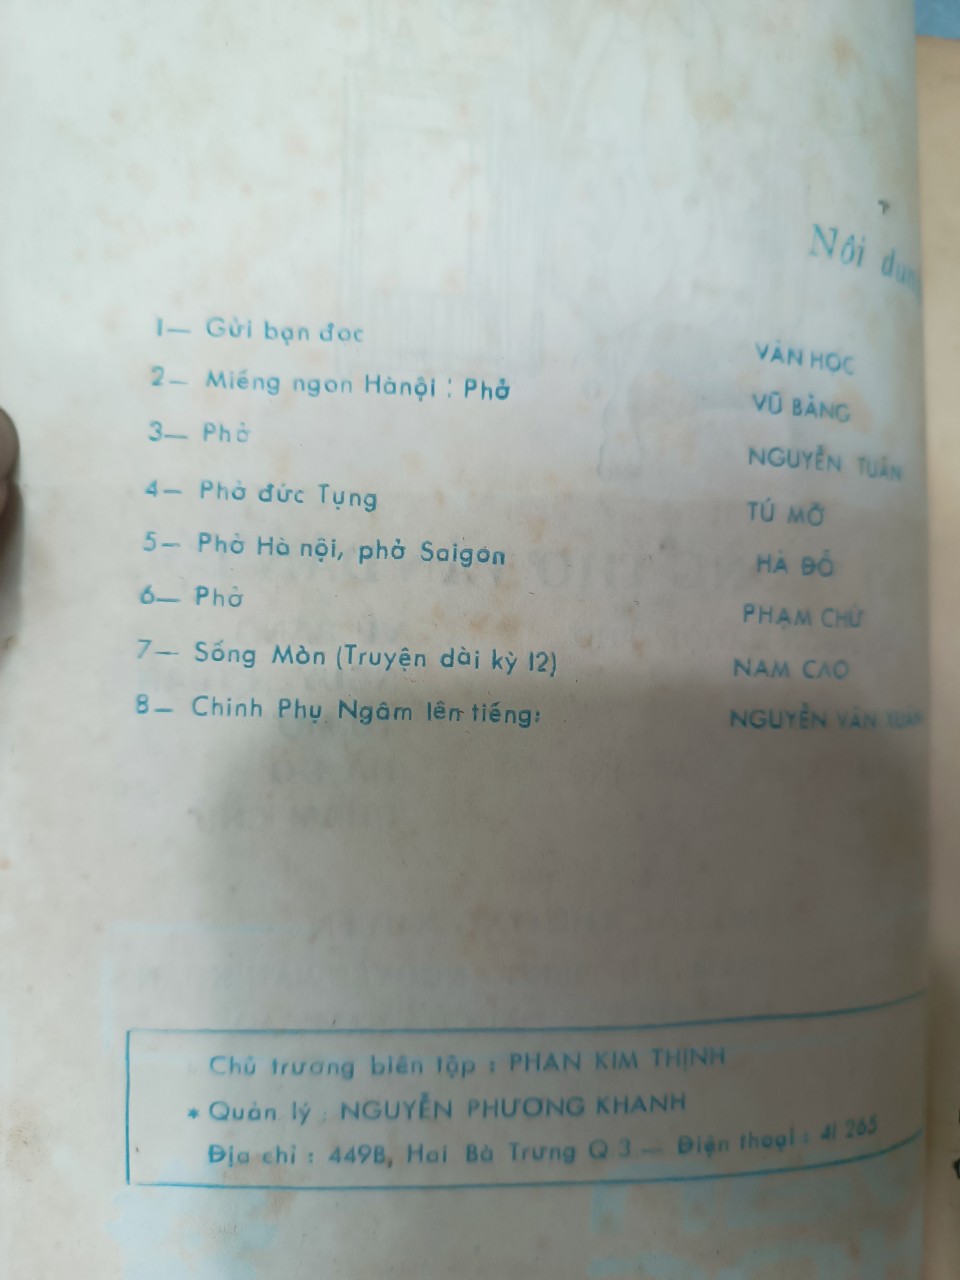 Nội dung
1— Gửi bạn đọc VĂN HỌC
2— Miếng ngon Hànội : Phở VŨ BẰNG
3— Phở NGUYỄN TUÂN
4— Phở đức Tụng TÚ MỠ
5— Phở Hà nội, phở Saigòn HÀ ĐỖ
6— Phở PHẠM CHỨ
7— Sống Mòn (Truyện dài kỳ 12) NAM CAO
8— Chinh Phụ Ngâm lên tiếng: NGUYỄN VĂN XUÂN
Chủ trương biên tập : PHAN KIM THỊNH
* Quản lý : NGUYỄN PHƯƠNG KHANH
Địa chỉ : 449B, Hai Bà Trưng Q 3 — Điện thoại : 41 265